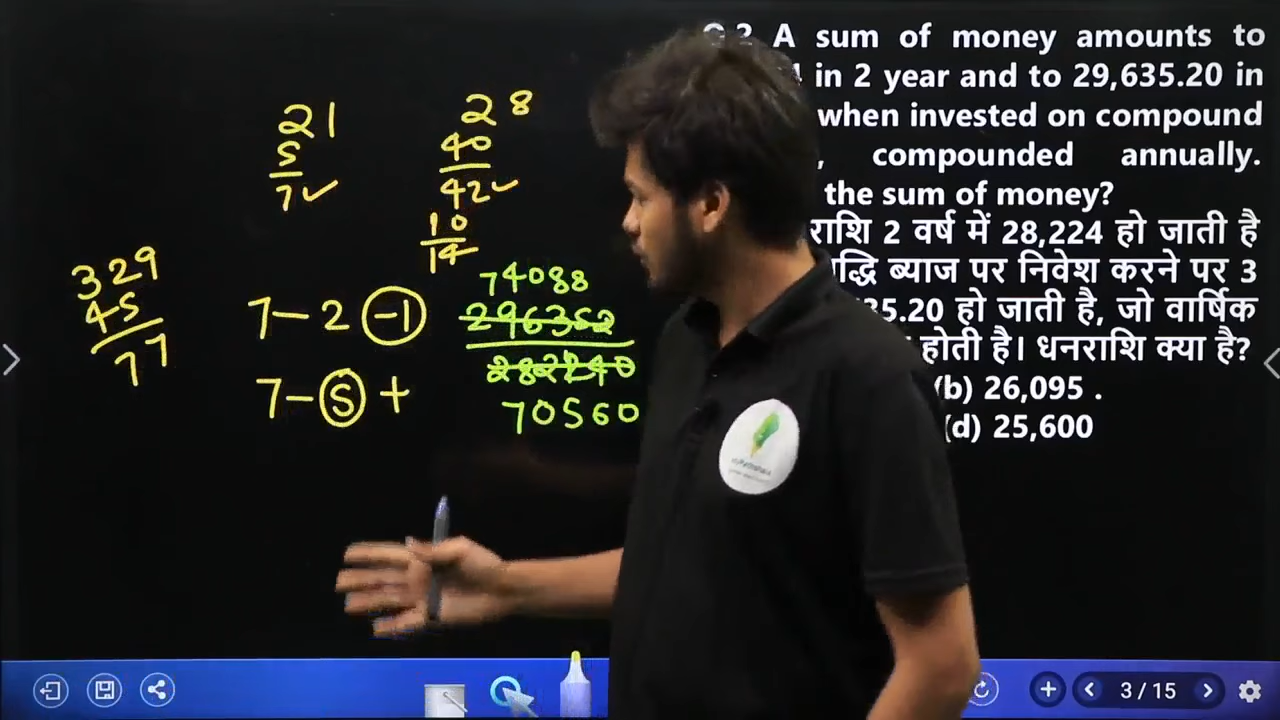 21
5
7✓
28
40
42✓
10
14
329
45
77
7-2 -1
7-5 +
74088
296352
282240
70560
A sum of money amounts to
in 2 year and to 29,635.20 in
when invested on compound
, compounded annually.
the sum of money?
राशि 2 वर्ष में 28,224 हो जाती है
ब्याज पर निवेश करने पर 3
35.20 हो जाती है, जो वार्षिक
होती है। धनराशि क्या है?
(b) 26,095 .
(d) 25,600
3 / 15